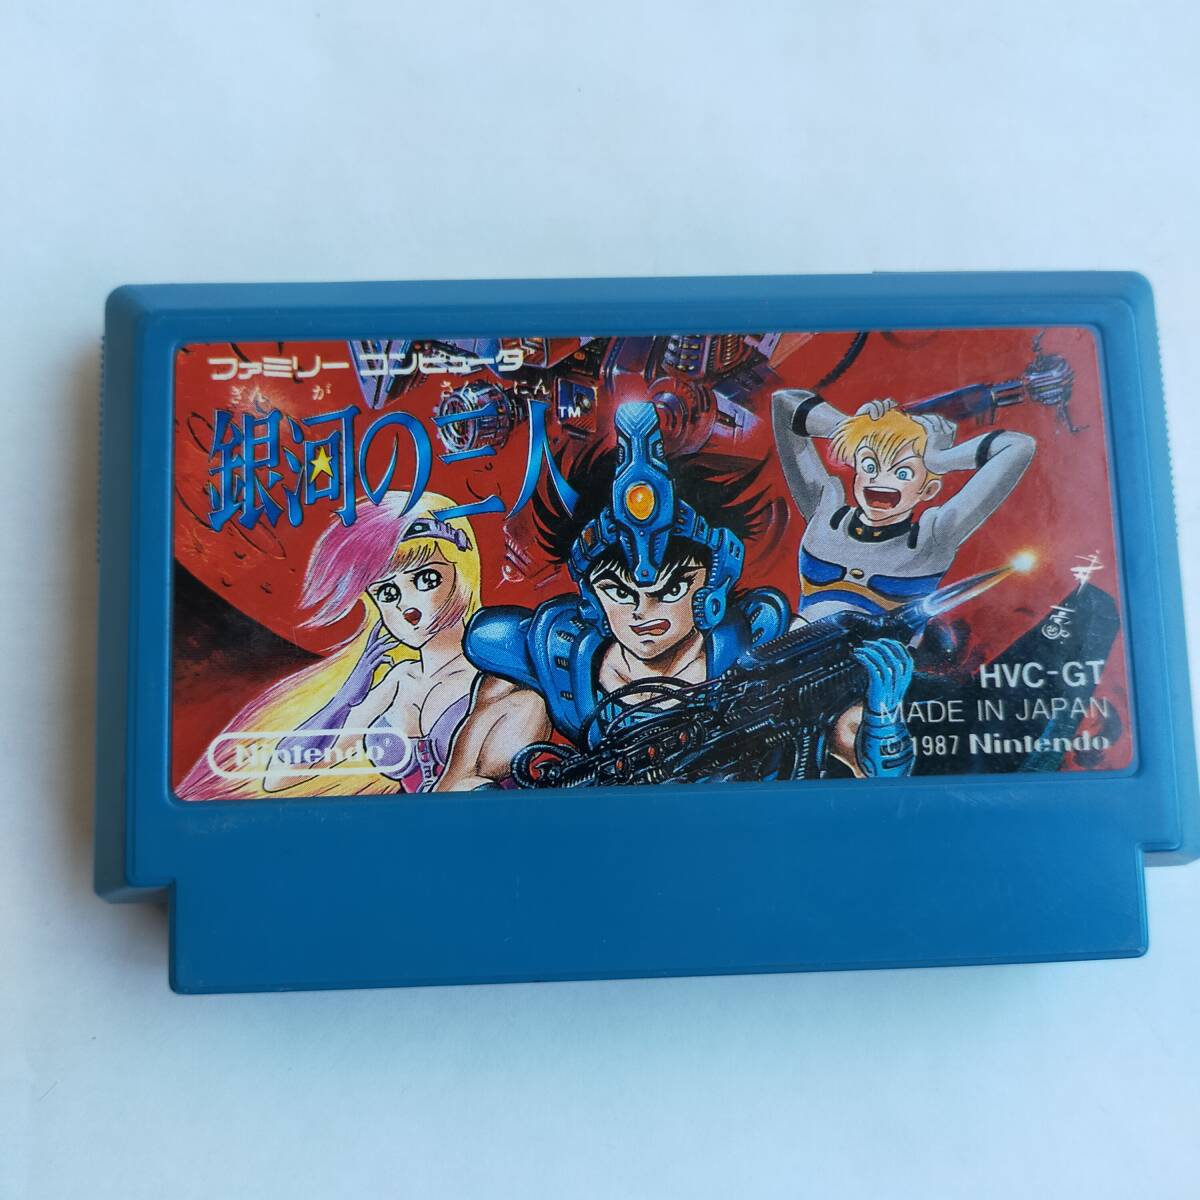 ファミリー コンピュータ
ぎん が さん にん
銀河の三人™
Nintendo®
HVC-GT
MADE IN JAPAN
© 1987 Nintendo